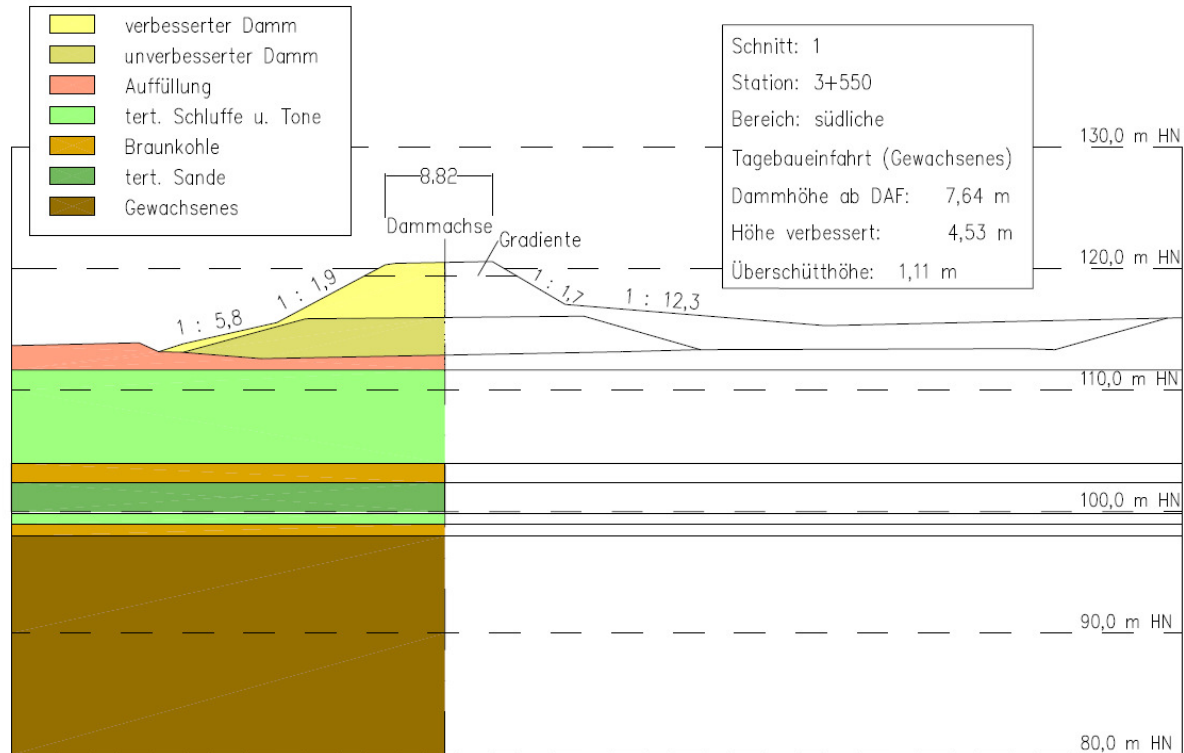 verbesserter Damm
unverbesserter Damm
Auffüllung
tert. Schluffe u. Tone
Braunkohle
tert. Sande
Gewachsenes
Schnitt: 1
Station: 3+550
Bereich: südliche
Tagebaueinfahrt (Gewachsenes)
Dammhöhe ab DAF: 7,64 m
Höhe verbessert: 4,53 m
Überschütthöhe: 1,11 m
130,0 m HN
8.82
Dammachse
Gradiente
120,0 m HN
1 : 5,8
1 : 1,9
1 : 1,7
1 : 12,3
110,0 m HN
100,0 m HN
90,0 m HN
80,0 m HN